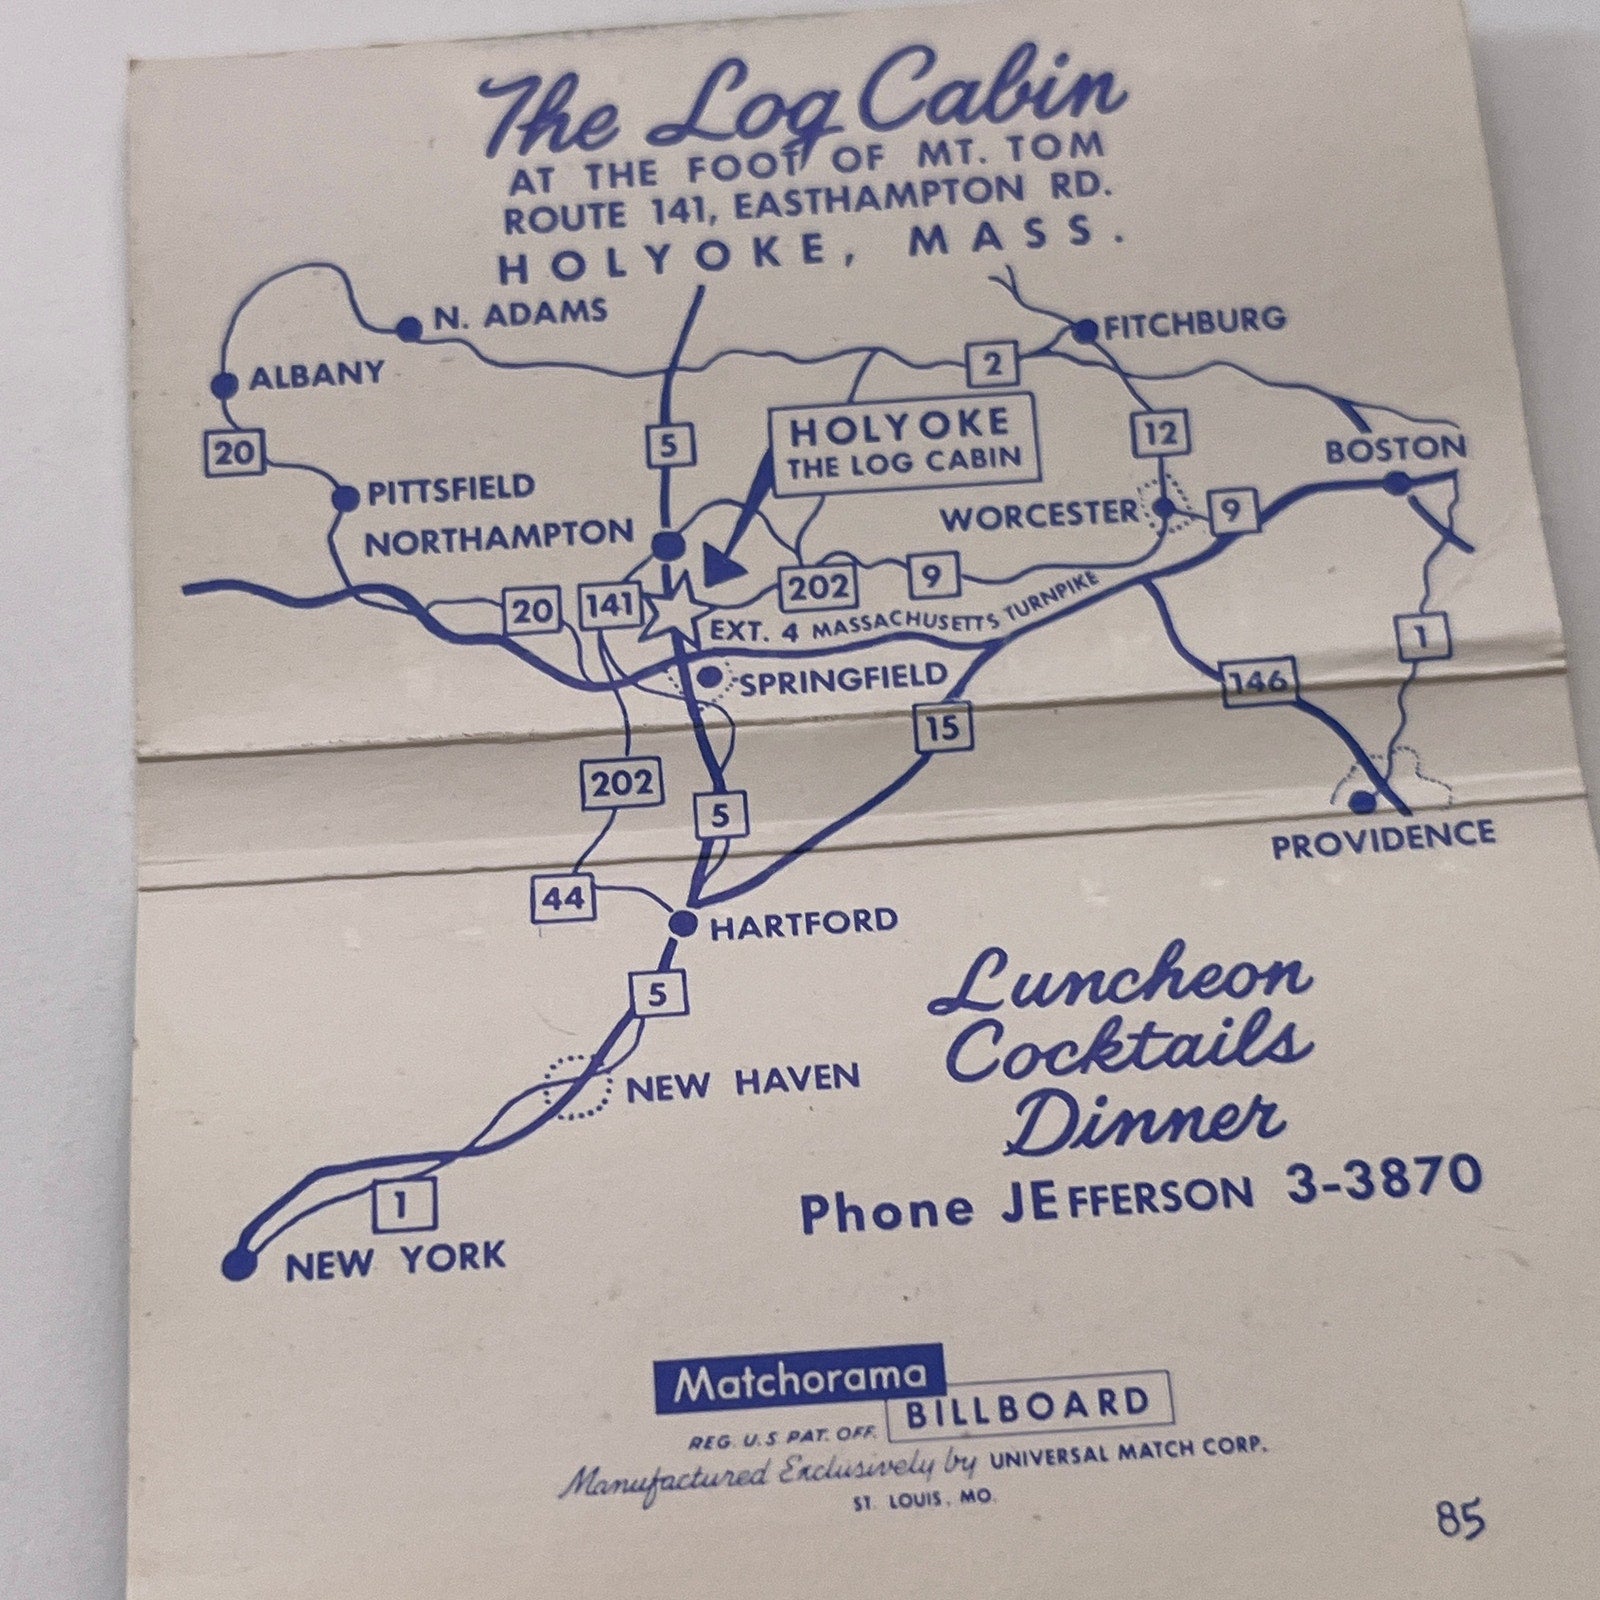 The Log Cabin
AT THE FOOT OF MT. TOM
ROUTE 141, EASTHAMPTON RD.
HOLYOKE, MASS.
N. ADAMS
FITCHBURG
2
ALBANY
HOLYOKE
THE LOG CABIN
20
5
12
BOSTON
PITTSFIELD
NORTHAMPTON
WORCESTER
9
20
141
202
9
EXT. 4 MASSACHUSETTS TURNPIKE
1
SPRINGFIELD
146
15
202
5
PROVIDENCE
44
HARTFORD
5
NEW HAVEN
1
NEW YORK
Luncheon
Cocktails
Dinner
Phone JEFFERSON 3-3870
Matchorama
BILLBOARD
REG. U.S. PAT. OFF.
Manufactured Exclusively by UNIVERSAL MATCH CORP.
ST. LOUIS, MO.
85